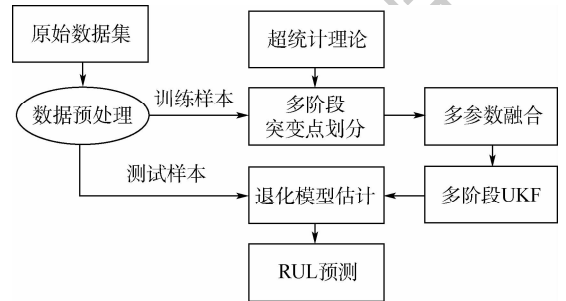 原始数据集
超统计理论
数据预处理
训练样本
多阶段
突变点划分
多参数融合
测试样本
退化模型估计
多阶段UKF
RUL预测